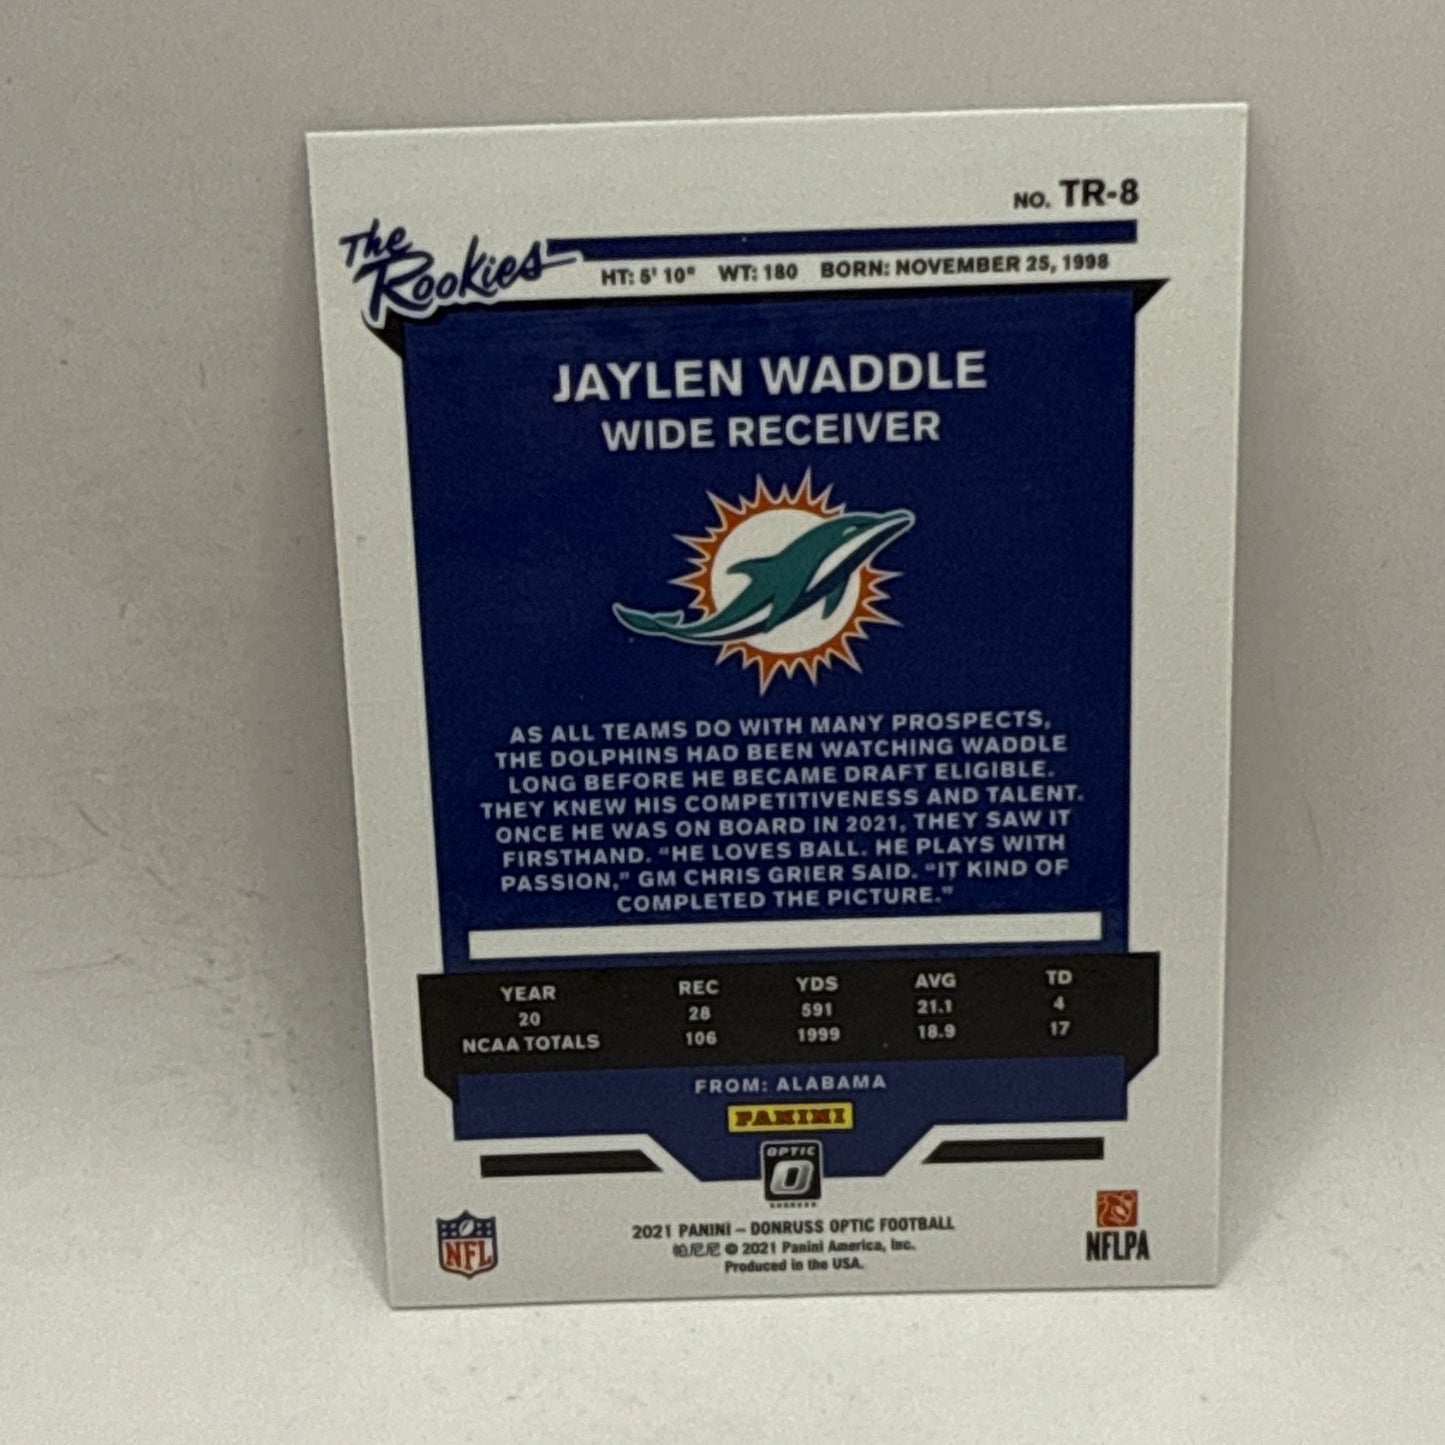 NO. TR-8
The
Rookies
HT: 5' 10" WT: 180 BORN: NOVEMBER 25, 1998
JAYLEN WADDLE
WIDE RECEIVER
AS ALL TEAMS DO WITH MANY PROSPECTS,
THE DOLPHINS HAD BEEN WATCHING WADDLE
LONG BEFORE HE BECAME DRAFT ELIGIBLE.
THEY KNEW HIS COMPETITIVENESS AND TALENT.
ONCE HE WAS ON BOARD IN 2021, THEY SAW IT
FIRSTHAND. "HE LOVES BALL. HE PLAYS WITH
PASSION," GM CHRIS GRIER SAID. "IT KIND OF
COMPLETED THE PICTURE."
YEAR REC YDS AVG TD
20 28 591 21.1 4
NCAA TOTALS 106 1999 18.9 17
FROM: ALABAMA
PANINI
OPTIC
DONRUSS
NFL
2021 PANINI – DONRUSS OPTIC FOOTBALL
帕尼尼 © 2021 Panini America, Inc.
Produced in the USA.
NFLPA